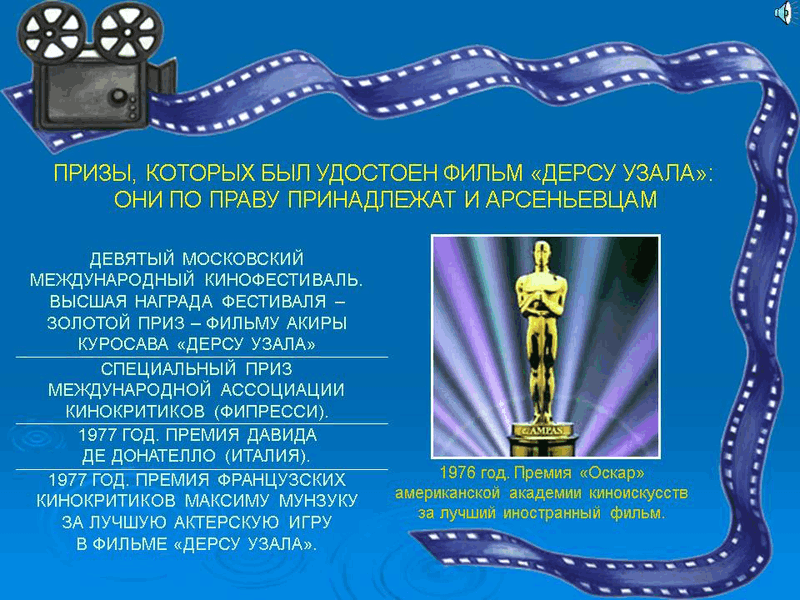 ПРИЗЫ, КОТОРЫХ БЫЛ УДОСТОЕН ФИЛЬМ «ДЕРСУ УЗАЛА»:
ОНИ ПО ПРАВУ ПРИНАДЛЕЖАТ И АРСЕНЬЕВЦАМ
ДЕВЯТЫЙ МОСКОВСКИЙ
МЕЖДУНАРОДНЫЙ КИНОФЕСТИВАЛЬ.
ВЫСШАЯ НАГРАДА ФЕСТИВАЛЯ –
ЗОЛОТОЙ ПРИЗ – ФИЛЬМУ АКИРЫ
КУРОСАВА «ДЕРСУ УЗАЛА»
СПЕЦИАЛЬНЫЙ ПРИЗ
МЕЖДУНАРОДНОЙ АССОЦИАЦИИ
КИНОКРИТИКОВ (ФИПРЕССИ).
1977 ГОД. ПРЕМИЯ ДАВИДА
ДЕ ДОНАТЕЛЛО (ИТАЛИЯ).
1977 ГОД. ПРЕМИЯ ФРАНЦУЗСКИХ
КИНОКРИТИКОВ МАКСИМУ МУНЗУКУ
ЗА ЛУЧШУЮ АКТЕРСКУЮ ИГРУ
В ФИЛЬМЕ «ДЕРСУ УЗАЛА».
AMPAS
1976 год. Премия «Оскар»
американской академии киноискусств
за лучший иностранный фильм.